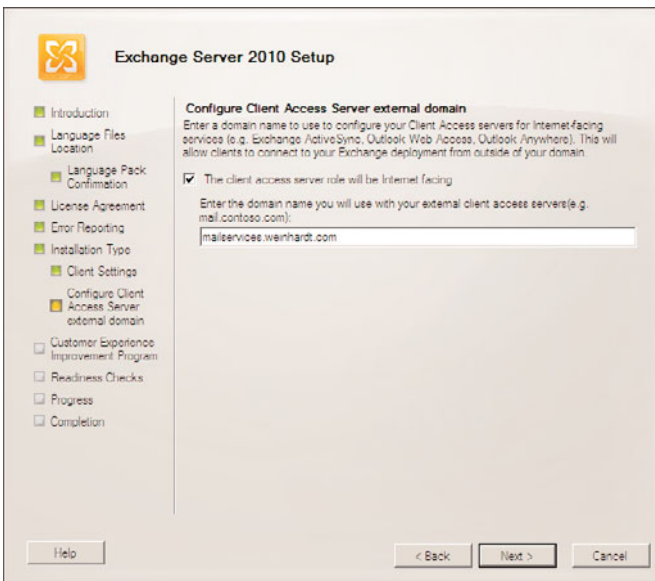 Exchange Server 2010 Setup
Introduction
Language Files
Location
Language Pack
Confirmation
License Agreement
Error Reporting
Installation Type
Client Settings
Configure Client
Access Server
external domain
Customer Experience
Improvement Program
Readiness Checks
Progress
Completion
Configure Client Access Server external domain
Enter a domain name to use to configure your Client Access servers for Internet-facing
services (e.g. Exchange ActiveSync, Outlook Web Access, Outlook Anywhere). This will
allow clients to connect to your Exchange deployment from outside of your domain.
The client access server role will be Internet facing
Enter the domain name you will use with your external client access servers(e.g.
mail.contoso.com):
mailservices.weinhardt.com
Help
< Back
Next >
Cancel